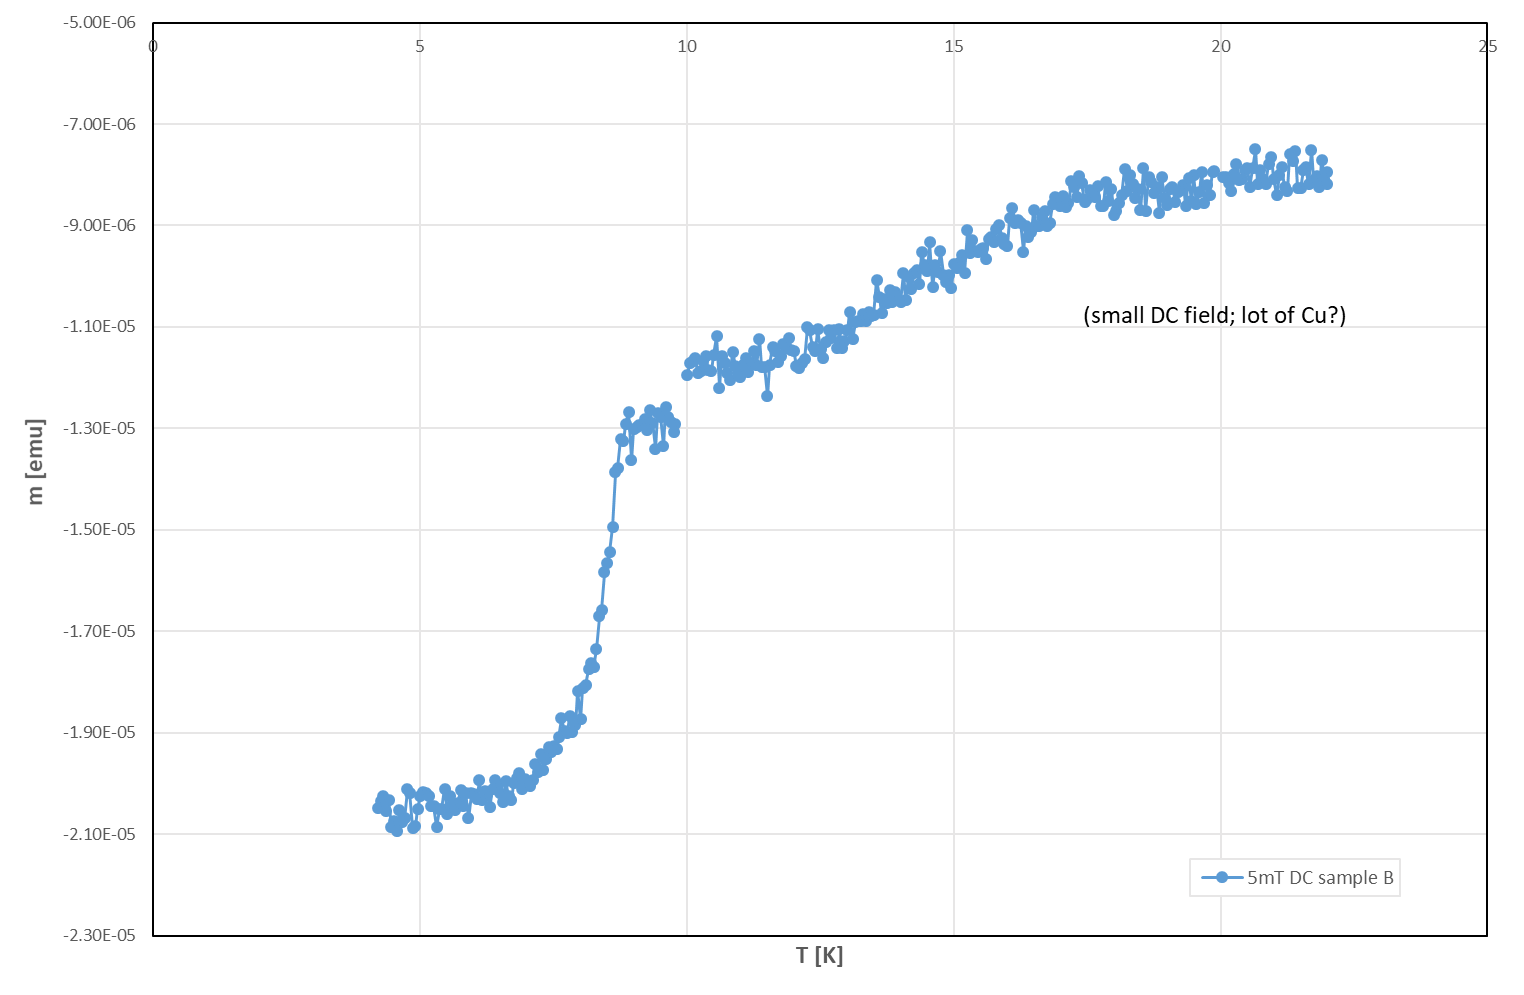 -5.00E-06
0 5 10 15 20 25
-7.00E-06
-9.00E-06
(small DC field; lot of Cu?)
-1.10E-05
-1.30E-05
m [emu]
-1.50E-05
-1.70E-05
-1.90E-05
-2.10E-05
5mT DC sample B
-2.30E-05
T [K]